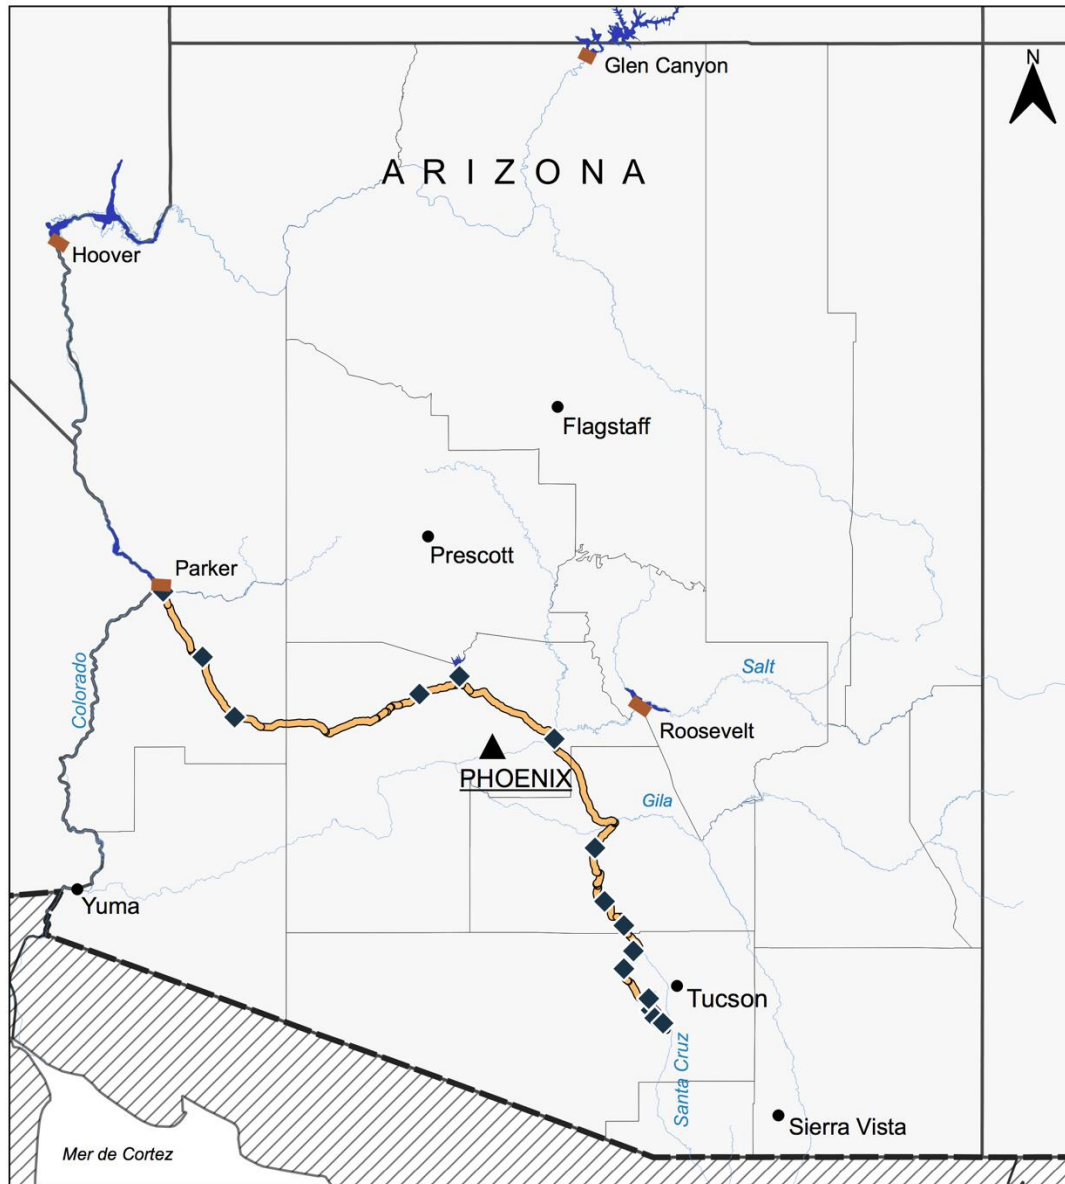 Glen Canyon
N
ARIZONA
Hoover
Flagstaff
Prescott
Parker
Colorado
Salt
Roosevelt
PHOENIX
Gila
Yuma
Tucson
Santa Cruz
Sierra Vista
Mer de Cortez